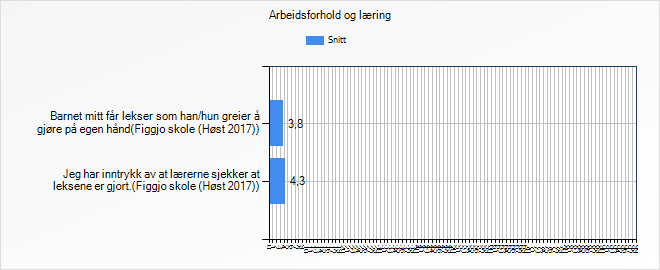 Arbeidsforhold og læring
Snitt
Barnet mitt får lekser som han/hun greier å
gjøre på egen hånd(Figgjo skole (Høst 2017))
3,8
Jeg har inntrykk av at lærerne sjekker at
leksene er gjort.(Figgjo skole (Høst 2017))
4,3